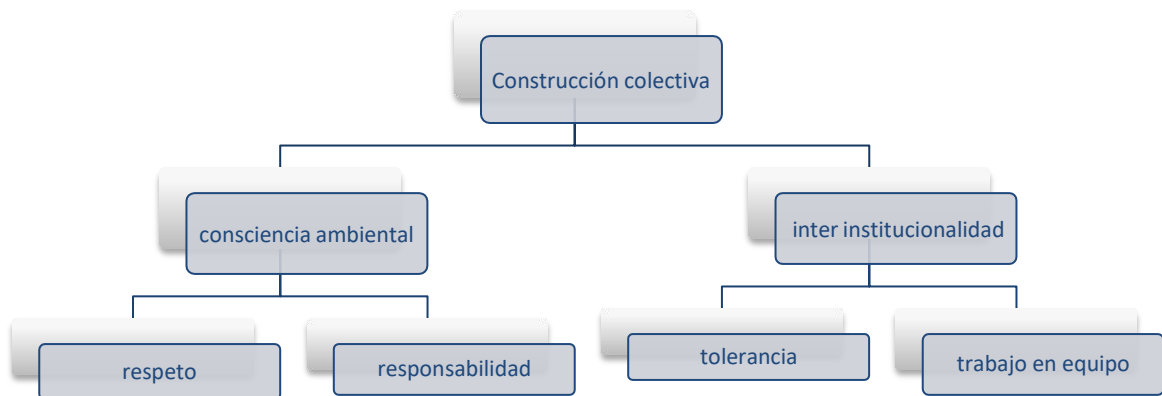 Construcción colectiva
consciencia ambiental
inter institucionalidad
respeto
responsabilidad
tolerancia
trabajo en equipo